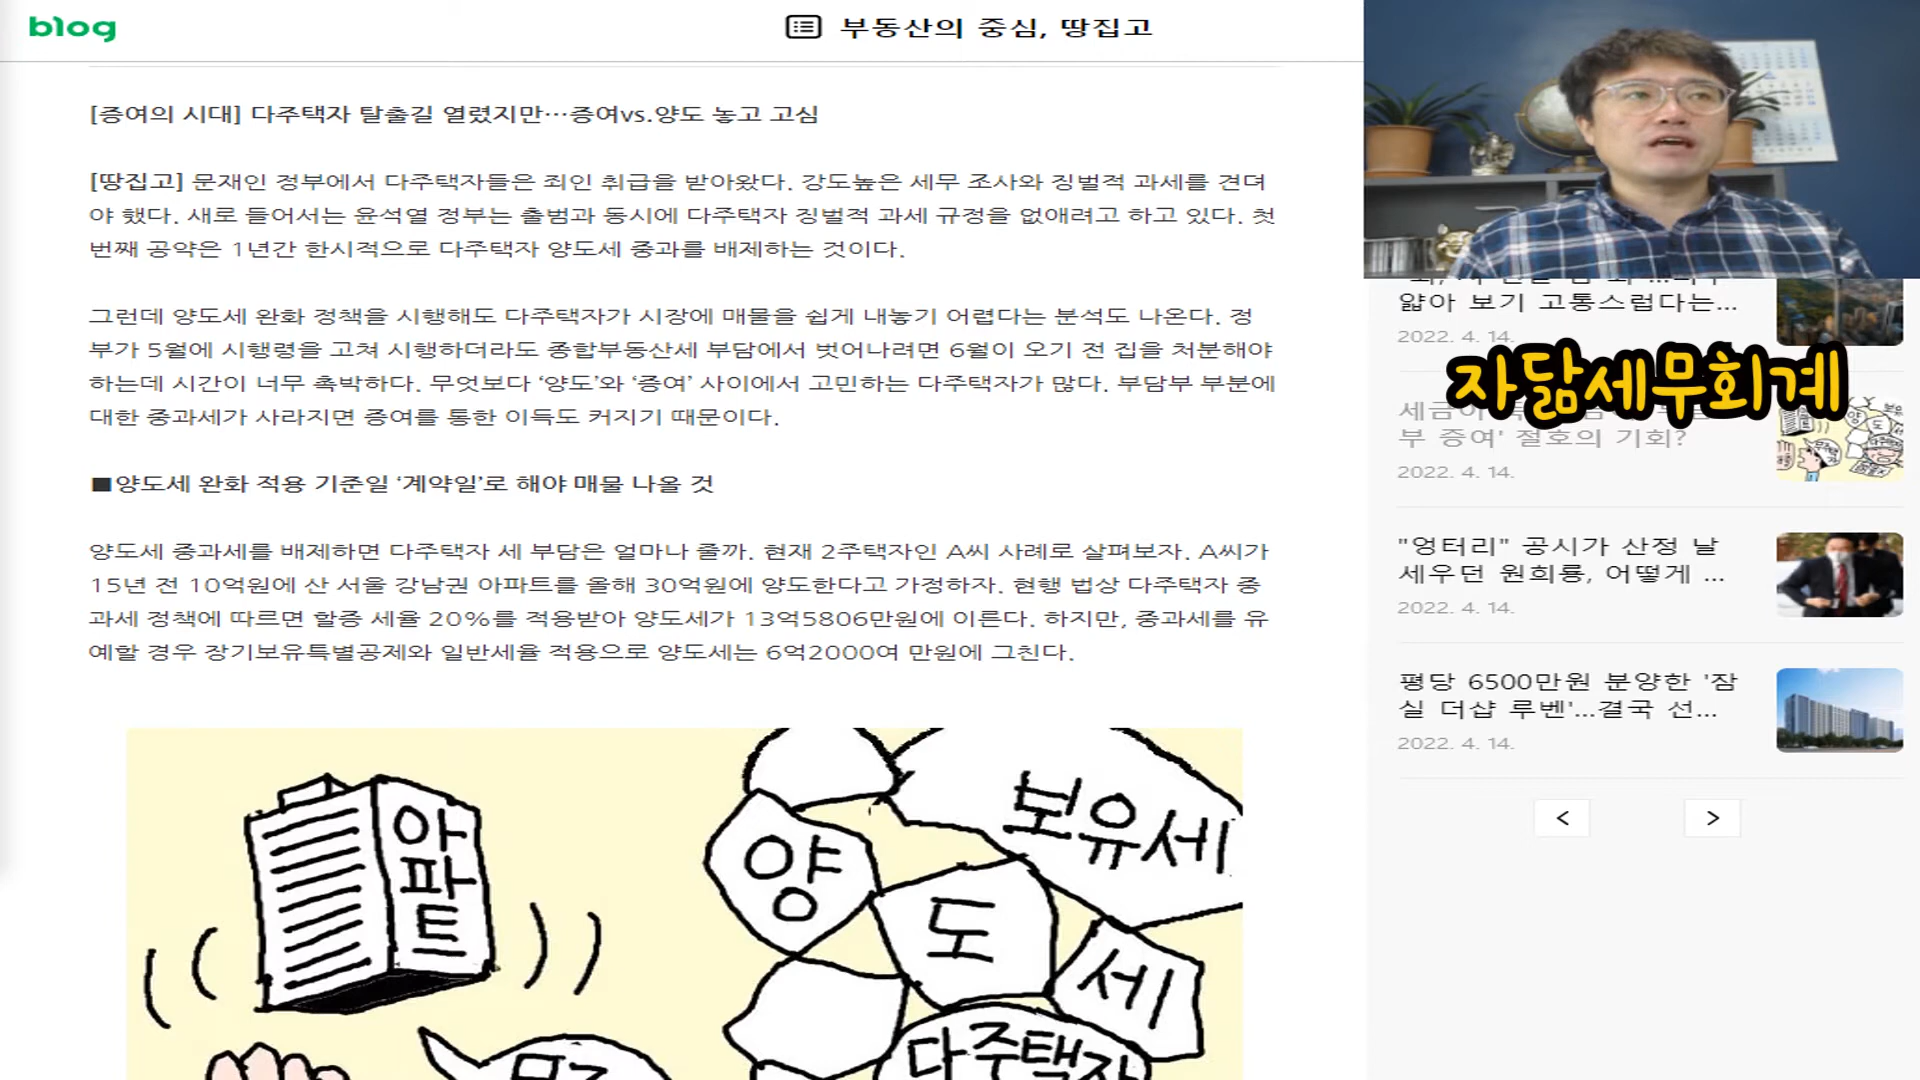 blog
부동산의 중심, 땅집고
[증여의 시대] 다주택자 탈출길 열렸지만…증여vs.양도 놓고 고심
[땅집고] 문재인 정부에서 다주택자들은 죄인 취급을 받아왔다. 강도높은 세무 조사와 징벌적 과세를 견뎌
야 했다. 새로 들어서는 윤석열 정부는 출범과 동시에 다주택자 징벌적 과세 규정을 없애려고 하고 있다. 첫
번째 공약은 1년간 한시적으로 다주택자 양도세 중과를 배제하는 것이다.
그런데 양도세 완화 정책을 시행해도 다주택자가 시장에 매물을 쉽게 내놓기 어렵다는 분석도 나온다. 정
부가 5월에 시행령을 고쳐 시행하더라도 종합부동산세 부담에서 벗어나려면 6월이 오기 전 집을 처분해야
하는데 시간이 너무 촉박하다. 무엇보다 ‘양도’와 ‘증여’ 사이에서 고민하는 다주택자가 많다. 부담부 부분에
대한 중과세가 사라지면 증여를 통한 이득도 커지기 때문이다.
■양도세 완화 적용 기준일 ‘계약일’로 해야 매물 나올 것
양도세 중과세를 배제하면 다주택자 세 부담은 얼마나 줄까. 현재 2주택자인 A씨 사례로 살펴보자. A씨가
15년 전 10억원에 산 서울 강남권 아파트를 올해 30억원에 양도한다고 가정하자. 현행 법상 다주택자 중
과세 정책에 따르면 할증 세율 20%를 적용받아 양도세가 13억5806만원에 이른다. 하지만, 중과세를 유
예할 경우 장기보유특별공제와 일반세율 적용으로 양도세는 6억2000여 만원에 그친다.
아파트
보유세
양
도
세
다주택자
얇아 보기 고통스럽다는...
2022. 4. 14.
자닮세무회계
부 증여' 절호의 기회?
2022. 4. 14.
"엉터리" 공시가 산정 날
세우던 원희룡, 어떻게 ...
2022. 4. 14.
평당 6500만원 분양한 '잠
실 더샵 루벤'...결국 선...
2022. 4. 14.
< >